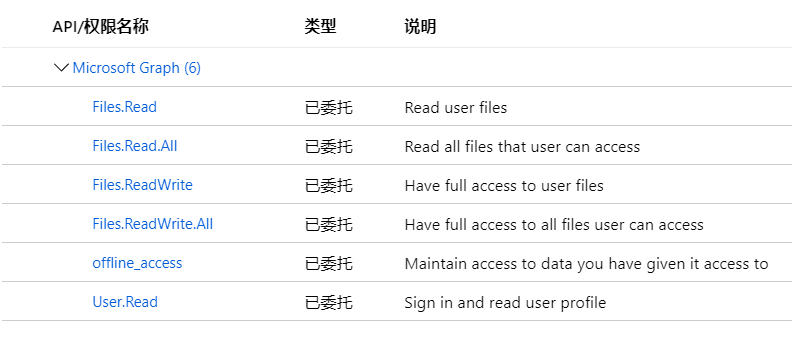 API/权限名称 类型 说明
Microsoft Graph (6)
Files.Read 已委托 Read user files
Files.Read.All 已委托 Read all files that user can access
Files.ReadWrite 已委托 Have full access to user files
Files.ReadWrite.All 已委托 Have full access to all files user can access
offline_access 已委托 Maintain access to data you have given it access to
User.Read 已委托 Sign in and read user profile